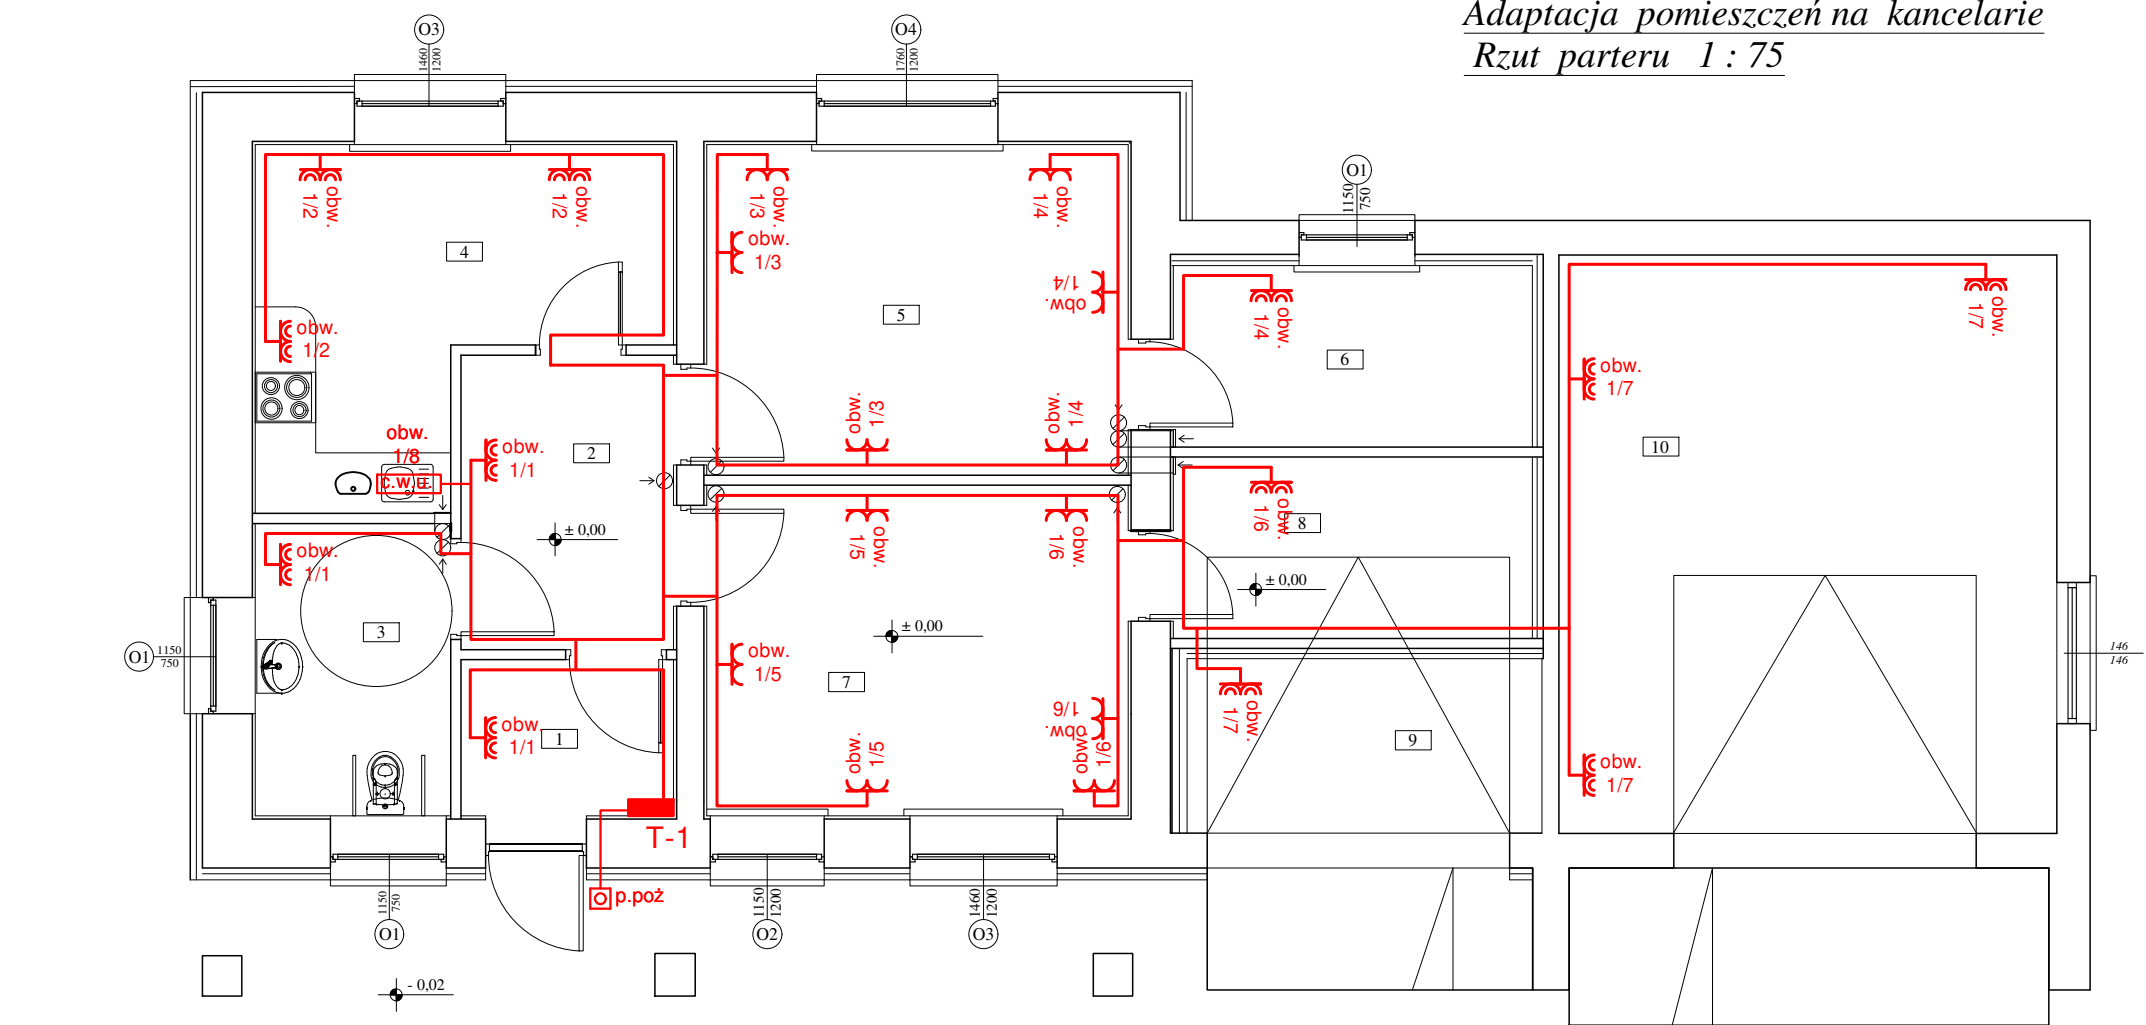 Adaptacja pomieszczeń na kancelarie
Rzut parteru 1 : 75
O3
1460
1200
O4
1760
1200
O1
1150
750
obw.
1/2
obw.
1/2
obw.
1/3
obw.
1/4
obw.
1/3
obw.
1/4
4
5
obw.
1/2
obw.
1/4
6
obw.
1/7
obw.
1/7
obw.
1/3
obw.
1/4
obw.
1/8
c.w.u.
obw.
1/1
2
10
± 0,00
obw.
1/1
obw.
1/5
obw.
1/6
obw.
1/6
8
± 0,00
3
± 0,00
O1
1150
750
146
146
obw.
1/5
7
obw.
1/6
obw.
1/7
obw.
1/1
1
obw.
1/5
obw.
1/6
9
obw.
1/7
T-1
p.poż
1150
750
O1
1150
1200
O2
1460
1200
O3
- 0,02